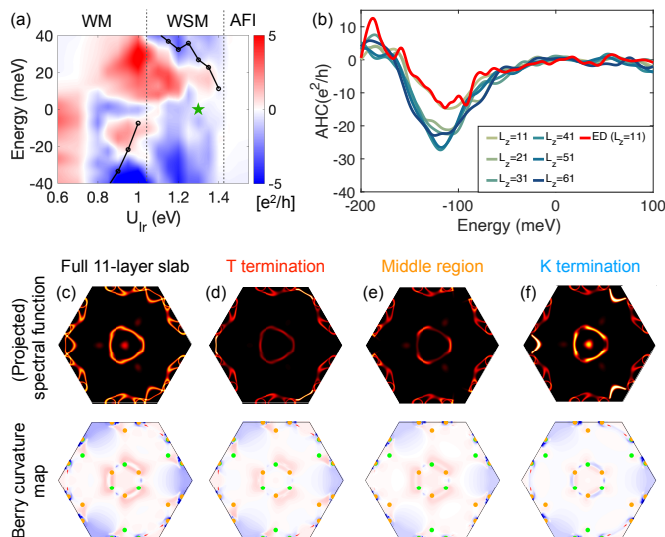 (a) WM WSM AFI
40
20
0
-20
-40
Energy (meV)
0.6 0.8 1 1.2 1.4
U_Ir (eV)
5
0
-5
[e²/h]
(b)
10
0
-10
-20
-30
-40
AHC(e²/h)
L_z=11 L_z=41 ED (L_z=11)
L_z=21 L_z=51
L_z=31 L_z=61
-200 -100 0 100
Energy (meV)
Full 11-layer slab T termination Middle region K termination
(c) (d) (e) (f)
(Projected)
spectral function
Berry curvature
map